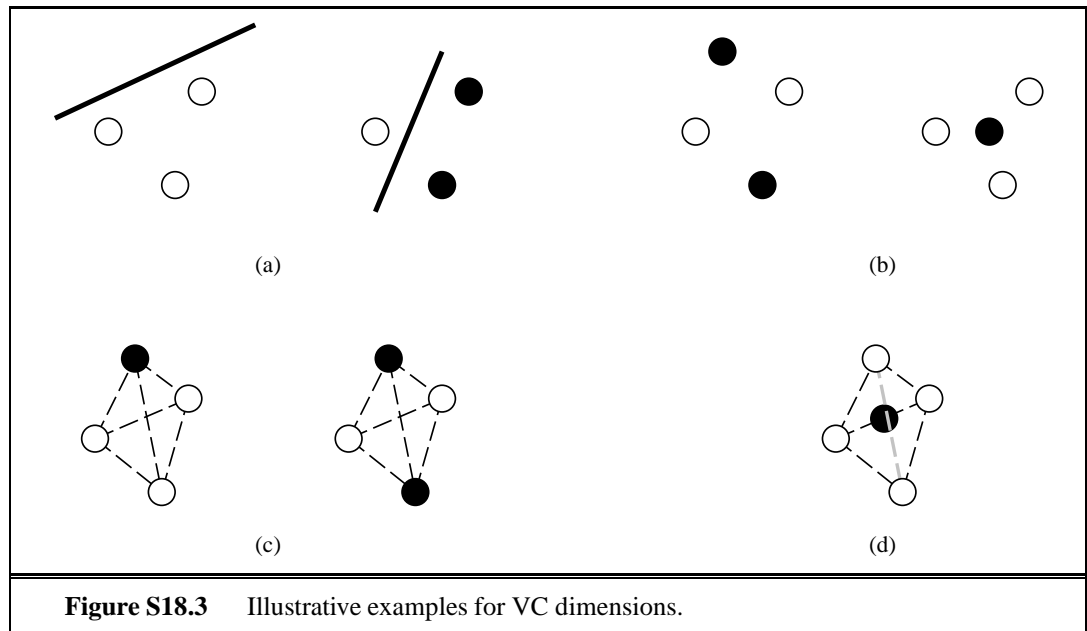 (a)
(b)
(c)
(d)
Figure S18.3 Illustrative examples for VC dimensions.